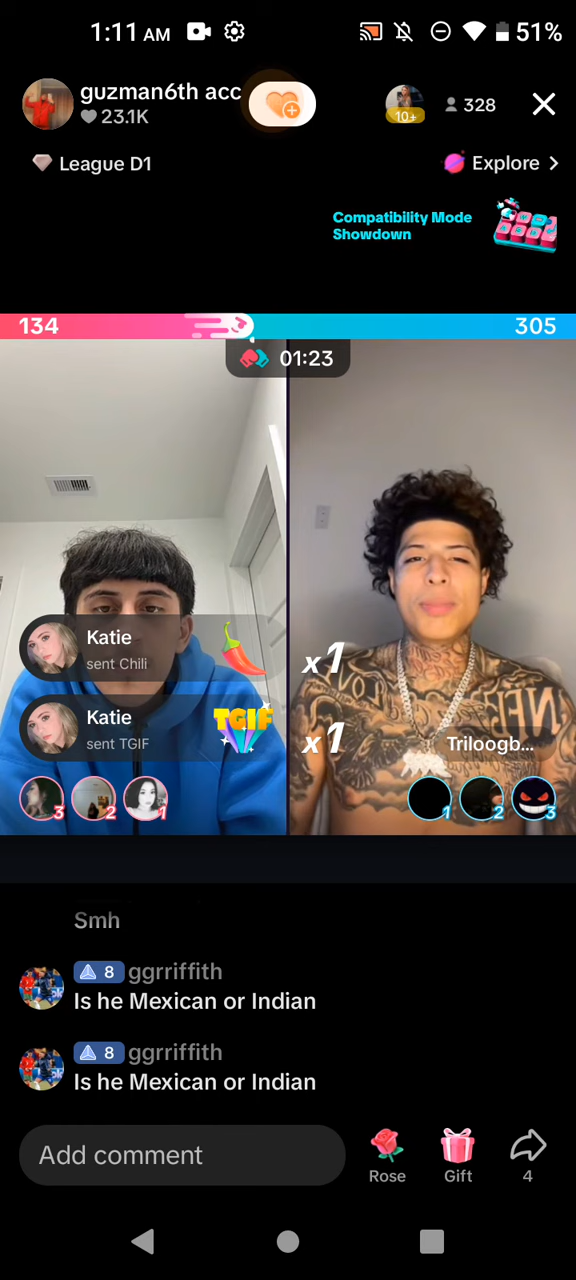 1:11 AM
51%
guzman6th acc
23.1K
10+
328
League D1
Explore
Compatibility Mode
Showdown
134
305
01:23
Katie
sent Chili
x1
Katie
sent TGIF
TGIF
x1
Triloogb...
3
2
1
1
2
3
Smh
8 ggrriffith
Is he Mexican or Indian
8 ggrriffith
Is he Mexican or Indian
Add comment
Rose
Gift
4